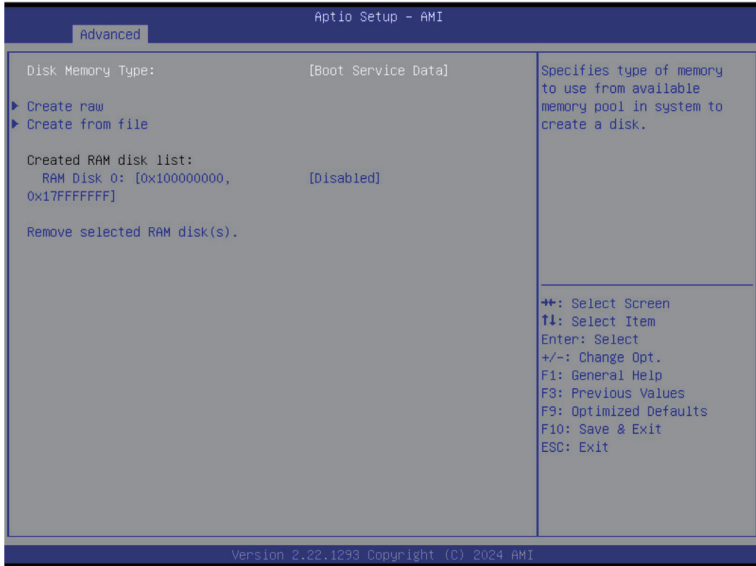 Aptio Setup - AMI
Advanced
Disk Memory Type: [Boot Service Data]
Create raw
Create from file
Created RAM disk list:
RAM Disk 0: [0x100000000, [Disabled]
0x17FFFFFFF]
Remove selected RAM disk(s).
Specifies type of memory
to use from available
memory pool in system to
create a disk.
→←: Select Screen
↑↓: Select Item
Enter: Select
+/-: Change Opt.
F1: General Help
F3: Previous Values
F9: Optimized Defaults
F10: Save & Exit
ESC: Exit
Version 2.22.1293 Copyright (C) 2024 AMI